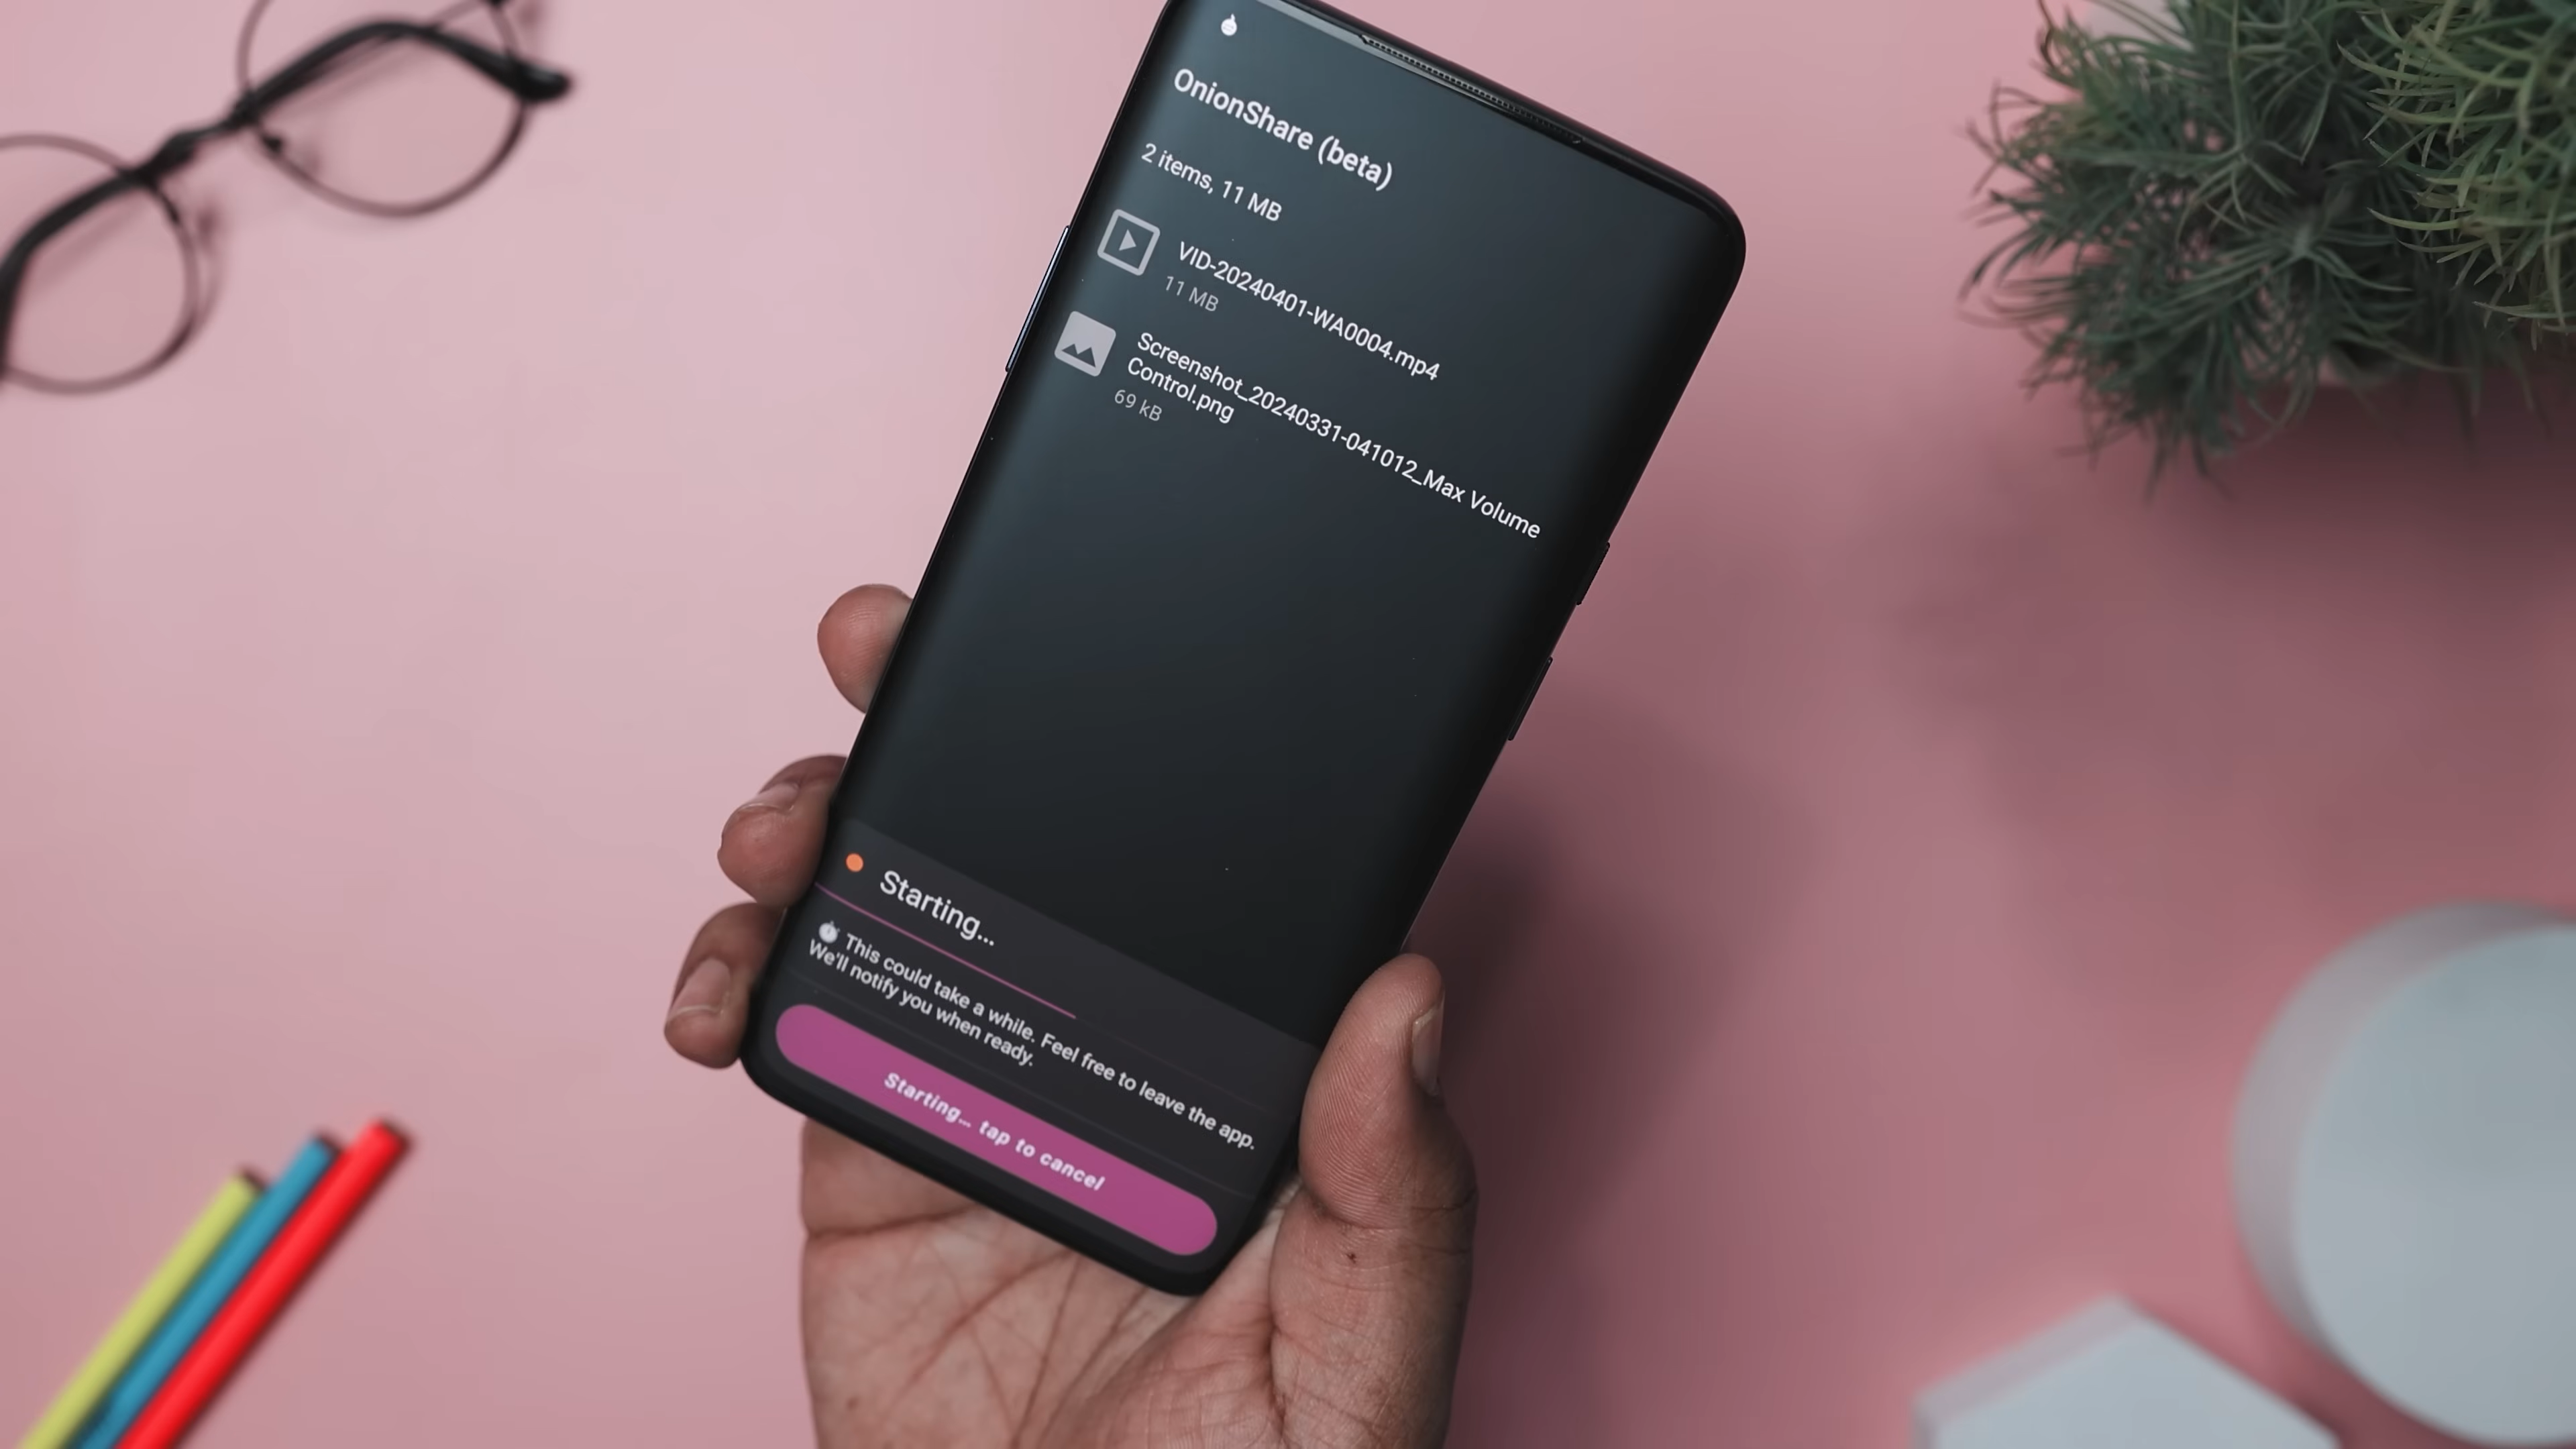 OnionShare (beta)
2 items, 11 MB
VID-20240401-WA0004.mp4
11 MB
Screenshot_20240331-041012_Max Volume
Control.png
69 kB
Starting...
This could take a while. Feel free to leave the app.
We'll notify you when ready.
Starting... tap to cancel